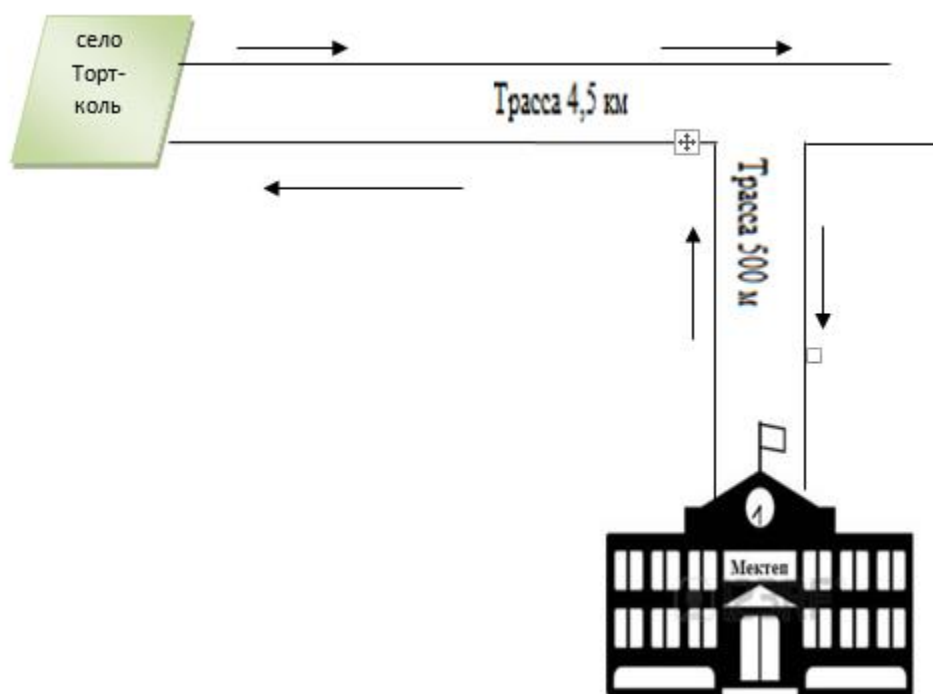 село
Торт-
коль
Трасса 4,5 км
Трасса 500 м
Мектеп